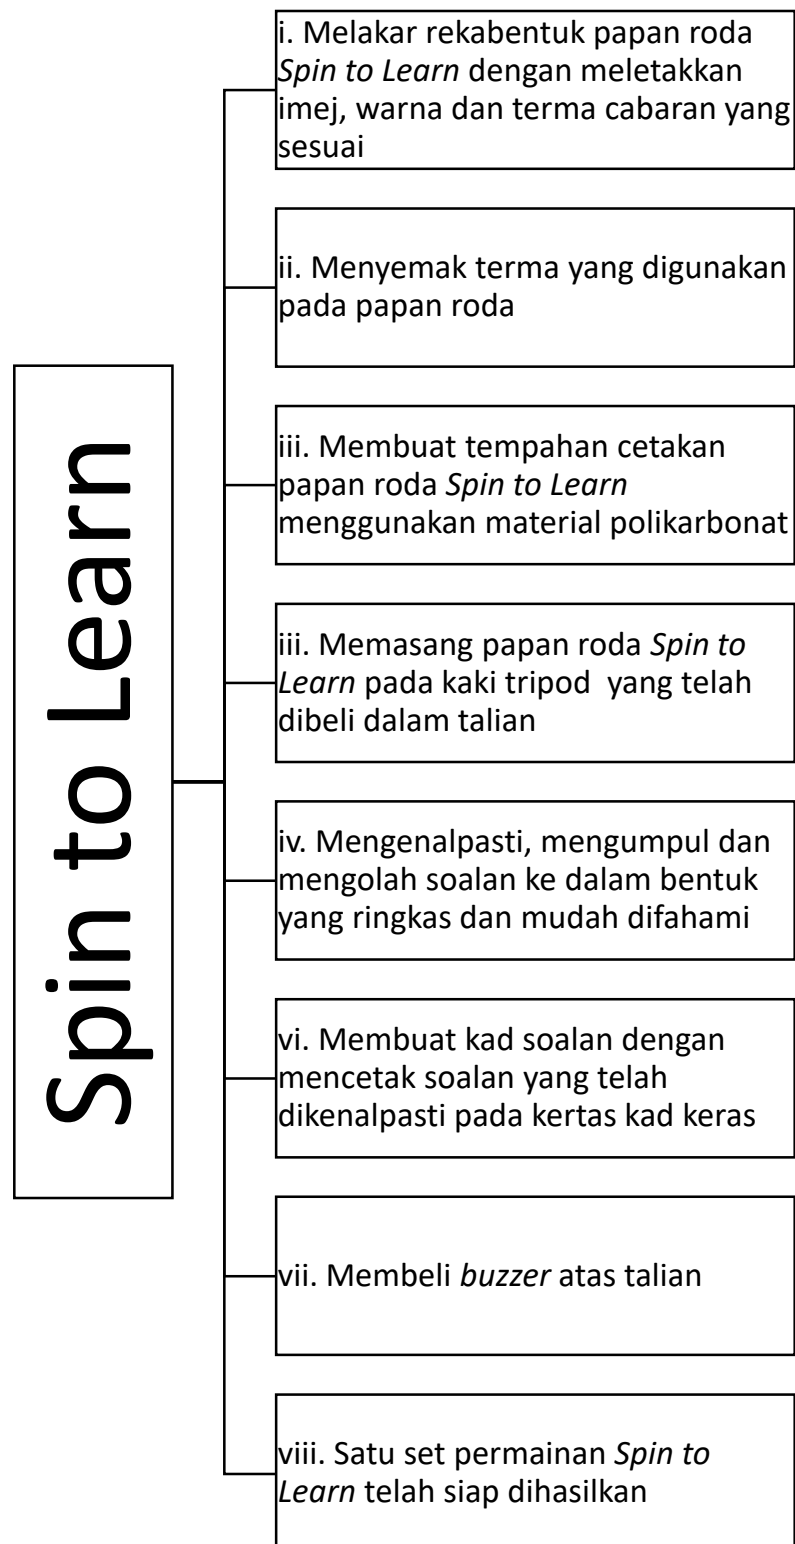 Spin to Learn
i. Melakar rekabentuk papan roda
Spin to Learn dengan meletakkan
imej, warna dan terma cabaran yang
sesuai
ii. Menyemak terma yang digunakan
pada papan roda
iii. Membuat tempahan cetakan
papan roda Spin to Learn
menggunakan material polikarbonat
iii. Memasang papan roda Spin to
Learn pada kaki tripod  yang telah
dibeli dalam talian
iv. Mengenalpasti, mengumpul dan
mengolah soalan ke dalam bentuk
yang ringkas dan mudah difahami
vi. Membuat kad soalan dengan
mencetak soalan yang telah
dikenalpasti pada kertas kad keras
vii. Membeli buzzer atas talian
viii. Satu set permainan Spin to
Learn telah siap dihasilkan